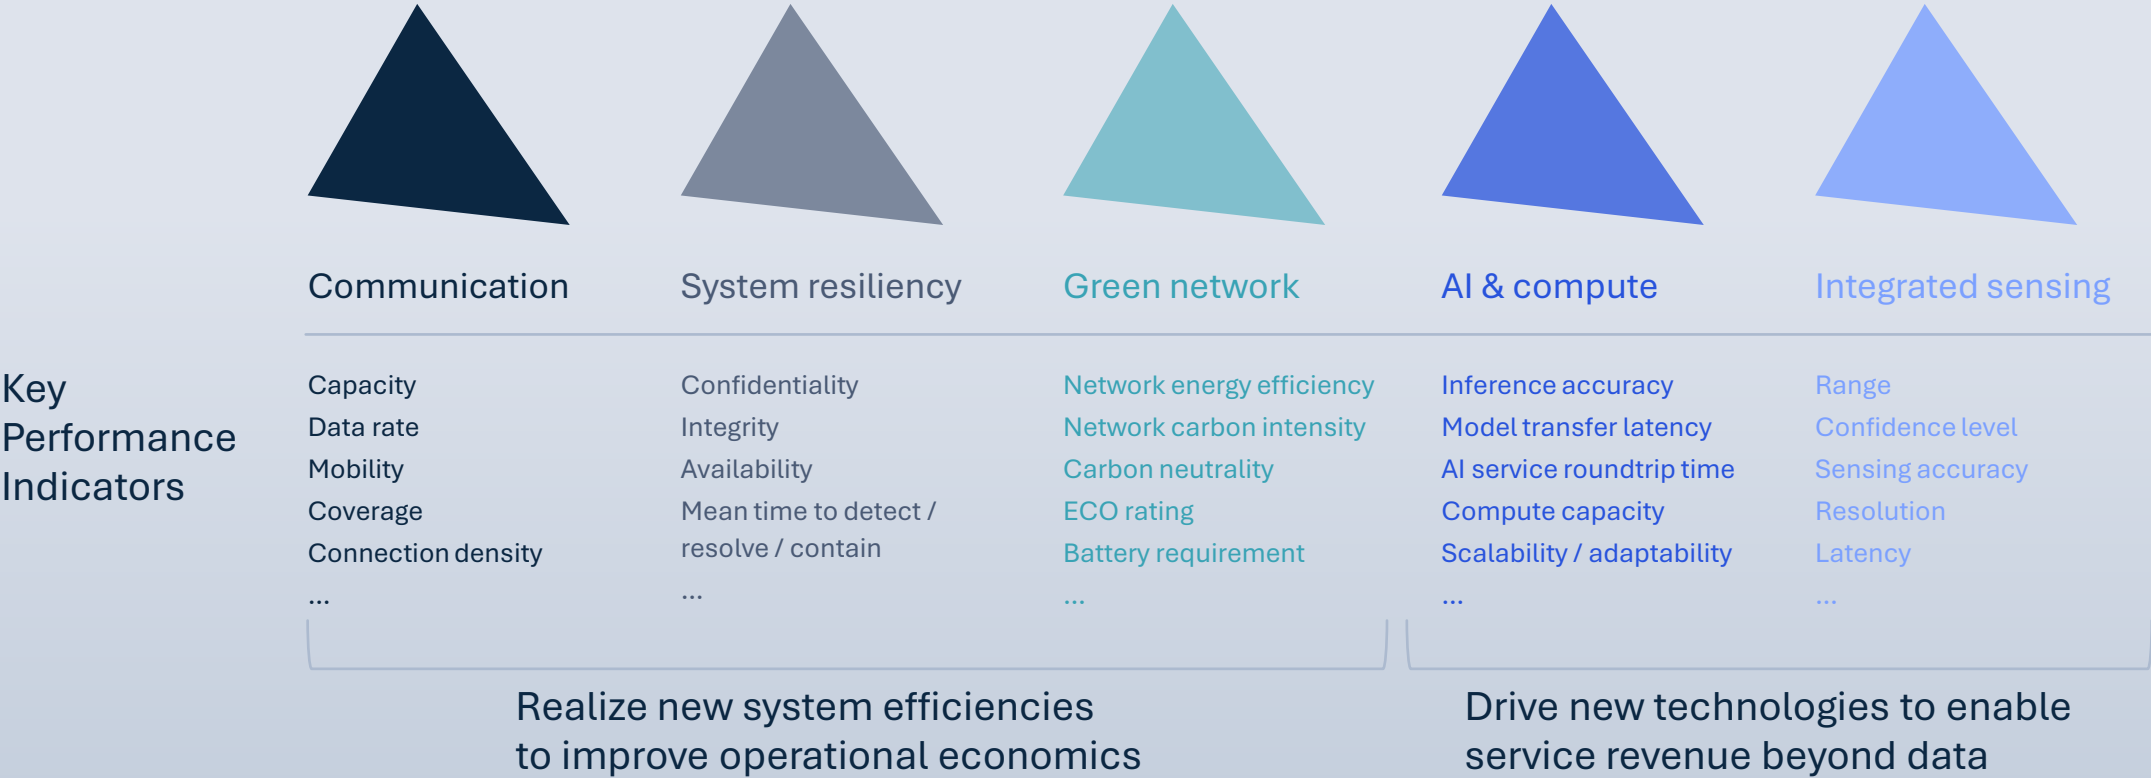 Communication
System resiliency
Green network
AI & compute
Integrated sensing
Key
Performance
Indicators
Capacity
Data rate
Mobility
Coverage
Connection density
...
Confidentiality
Integrity
Availability
Mean time to detect /
resolve / contain
...
Network energy efficiency
Network carbon intensity
Carbon neutrality
ECO rating
Battery requirement
...
Inference accuracy
Model transfer latency
AI service roundtrip time
Compute capacity
Scalability / adaptability
...
Range
Confidence level
Sensing accuracy
Resolution
Latency
...
Realize new system efficiencies
to improve operational economics
Drive new technologies to enable
service revenue beyond data